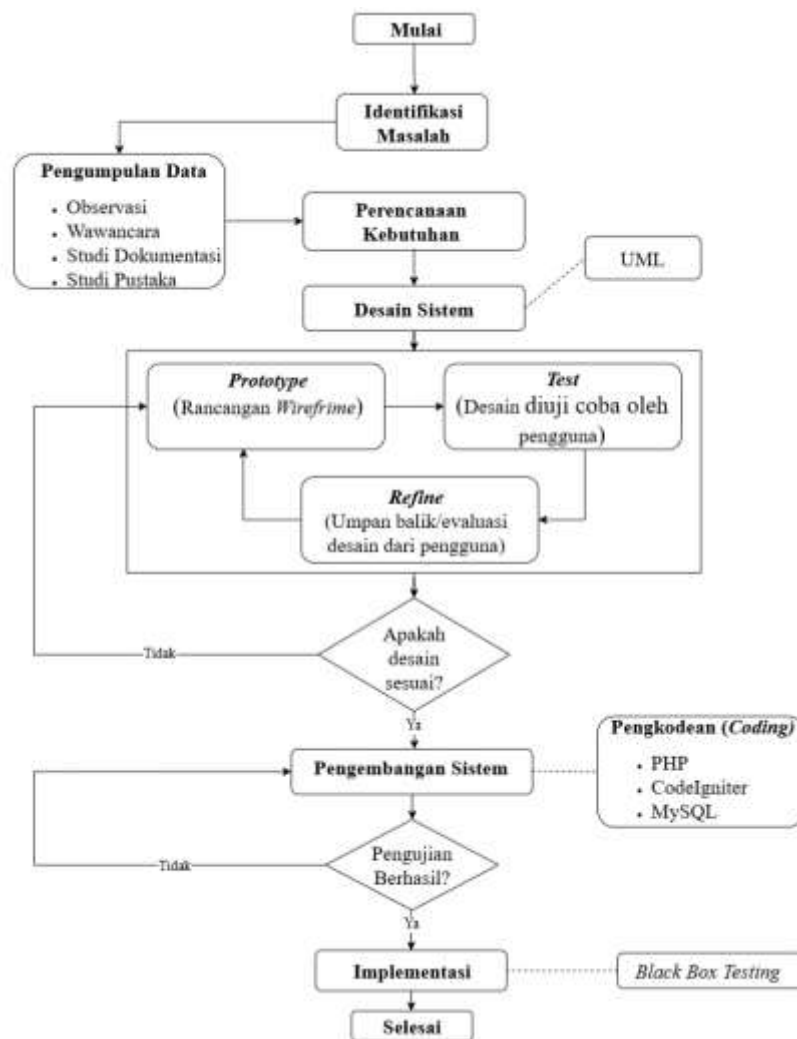 Mulai
Identifikasi
Masalah
Pengumpulan Data
• Observasi
• Wawancara
• Studi Dokumentasi
• Studi Pustaka
Perencanaan
Kebutuhan
UML
Desain Sistem
Prototype
(Rancangan Wirefrime)
Test
(Desain diuji coba oleh
pengguna)
Refine
(Umpan balik/evaluasi
desain dari pengguna)
Apakah
desain
sesuai?
Tidak
Ya
Pengkodean (Coding)
• PHP
• CodeIgniter
• MySQL
Pengembangan Sistem
Pengujian
Berhasil?
Tidak
Ya
Implementasi
Black Box Testing
Selesai